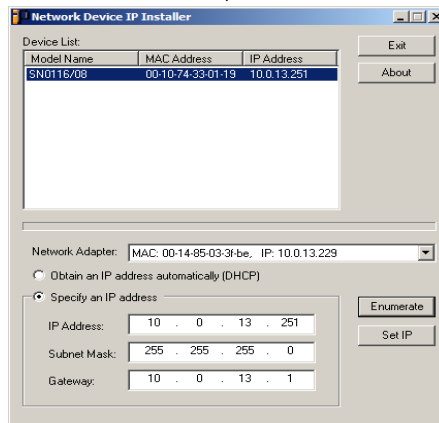 Network Device IP Installer
Device List:
Exit
Model Name MAC Address IP Address
SN0116/08 00-10-74-33-01-19 10.0.13.251
About
Network Adapter: MAC: 00-14-85-03-3f-be, IP: 10.0.13.229
Obtain an IP address automatically (DHCP)
Specify an IP address
Enumerate
IP Address: 10 . 0 . 13 . 251
Set IP
Subnet Mask: 255 . 255 . 255 . 0
Gateway: 10 . 0 . 13 . 1